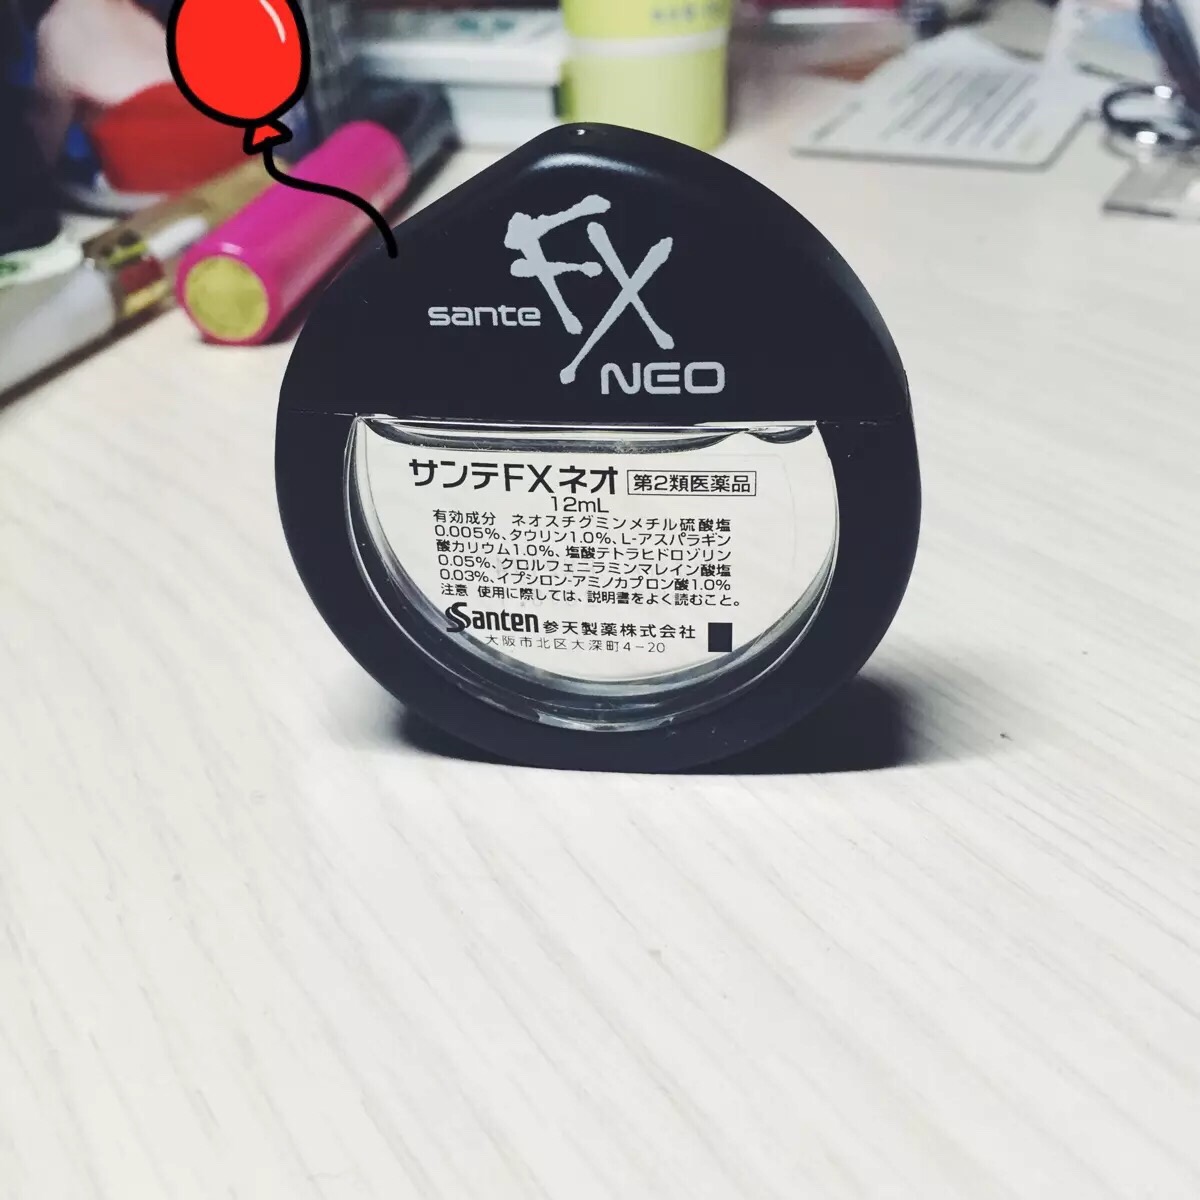 FX
sante
NEO
サンテFXネオ 第2類医薬品
12mL
有効成分 ネオスチグミンメチル硫酸塩
0.005%、タウリン1.0%、L-アスパラギン
酸カリウム1.0%、塩酸テトラヒドロゾリン
0.05%、クロルフェニラミンマレイン酸塩
0.03%、イプシロン-アミノカプロン酸1.0%
注意 使用に際しては、説明書をよく読むこと。
Santen 参天製薬株式会社
大阪市北区大深町4-20